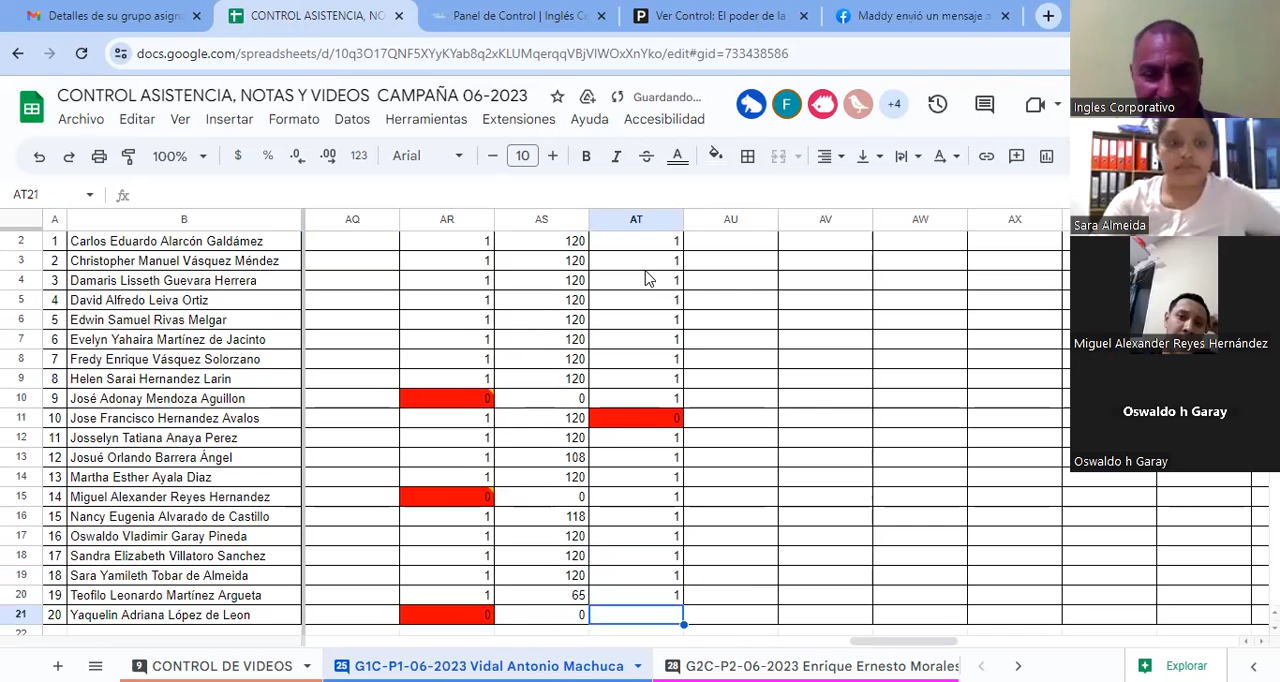 Detalles de su grupo asigna
CONTROL ASISTENCIA, NO
Panel de Control | Inglés C
Ver Control: El poder de la
Maddy envió un mensaje a
docs.google.com/spreadsheets/d/10q3O17QNF5XYyKYab8q2xKLUMqerqqVBjVIWOxXnYko/edit#gid=733438586
CONTROL ASISTENCIA, NOTAS Y VIDEOS CAMPAÑA 06-2023
Guardando...
F
+4
Archivo Editar Ver Insertar Formato Datos Herramientas Extensiones Ayuda Accesibilidad
100% $ % .0 .00 123 Arial 10 B I A
AT21 fx
A B AQ AR AS AT AU AV AW AX
2 1 Carlos Eduardo Alarcón Galdámez 1 120 1
3 2 Christopher Manuel Vásquez Méndez 1 120 1
4 3 Damaris Lisseth Guevara Herrera 1 120 1
5 4 David Alfredo Leiva Ortiz 1 120 1
6 5 Edwin Samuel Rivas Melgar 1 120 1
7 6 Evelyn Yahaira Martínez de Jacinto 1 120 1
8 7 Fredy Enrique Vásquez Solorzano 1 120 1
9 8 Helen Sarai Hernandez Larin 1 120 1
10 9 José Adonay Mendoza Aguillon 0 0 1
11 10 Jose Francisco Hernandez Avalos 1 120 0
12 11 Josselyn Tatiana Anaya Perez 1 120 1
13 12 Josué Orlando Barrera Ángel 1 108 1
14 13 Martha Esther Ayala Diaz 1 120 1
15 14 Miguel Alexander Reyes Hernandez 0 0 1
16 15 Nancy Eugenia Alvarado de Castillo 1 118 1
17 16 Oswaldo Vladimir Garay Pineda 1 120 1
18 17 Sandra Elizabeth Villatoro Sanchez 1 120 1
19 18 Sara Yamileth Tobar de Almeida 1 120 1
20 19 Teofilo Leonardo Martínez Argueta 1 65 1
21 20 Yaquelin Adriana López de Leon 0 0
22
9 CONTROL DE VIDEOS
25 G1C-P1-06-2023 Vidal Antonio Machuca
28 G2C-P2-06-2023 Enrique Ernesto Morales
Explorar
Ingles Corporativo
Sara Almeida
Miguel Alexander Reyes Hernández
Oswaldo h Garay
Oswaldo h Garay